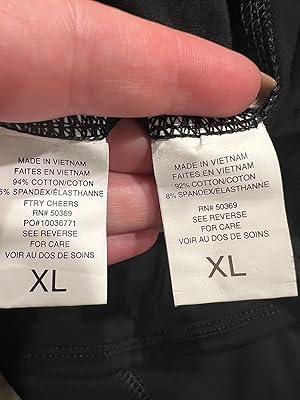 MADE IN VIETNAM
FAITES EN VIETNAM
94% COTTON/COTON
6% SPANDEX/ÉLASTHANNE
FTRY CHEERS
RN# 50369
PO#10036771
SEE REVERSE
FOR CARE
VOIR AU DOS DE SOINS
XL
MADE IN VIETNAM
FAITES EN VIETNAM
92% COTTON/COTON
8% SPANDEX/ÉLASTHANNE
RN# 50369
SEE REVERSE
FOR CARE
VOIR AU DOS DE SOINS
XL